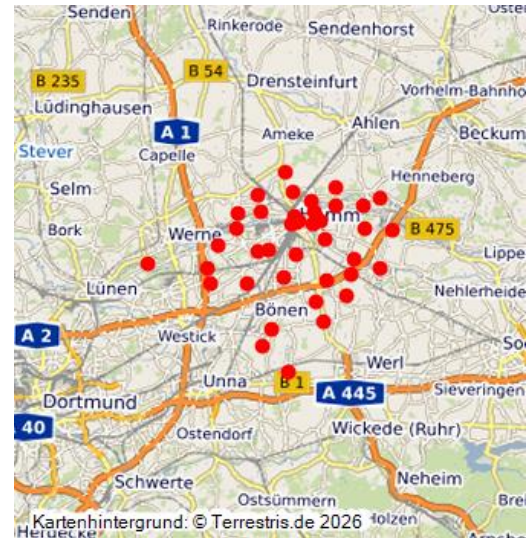 Senden
Rinkerode
Sendenhorst
B 54
B 235
Drensteinfurt
Vorhelm-Bahnho
Lüdinghausen
A 1
Ameke
Ahlen
Beckum
Stever
Capelle
Henneberg
Selm
Bork
Werne
B 475
Lippe
Lünen
Nehlerheide
Bönen
A 2
Westick
Werl
Unna
B 1
A 445
Sieveringen
Dortmund
40
Ostendorf
Wickede (Ruhr)
Schwerte
Neheim
Ostsümmern
Holzen
Kartenhintergrund: © Terrestris.de 2026